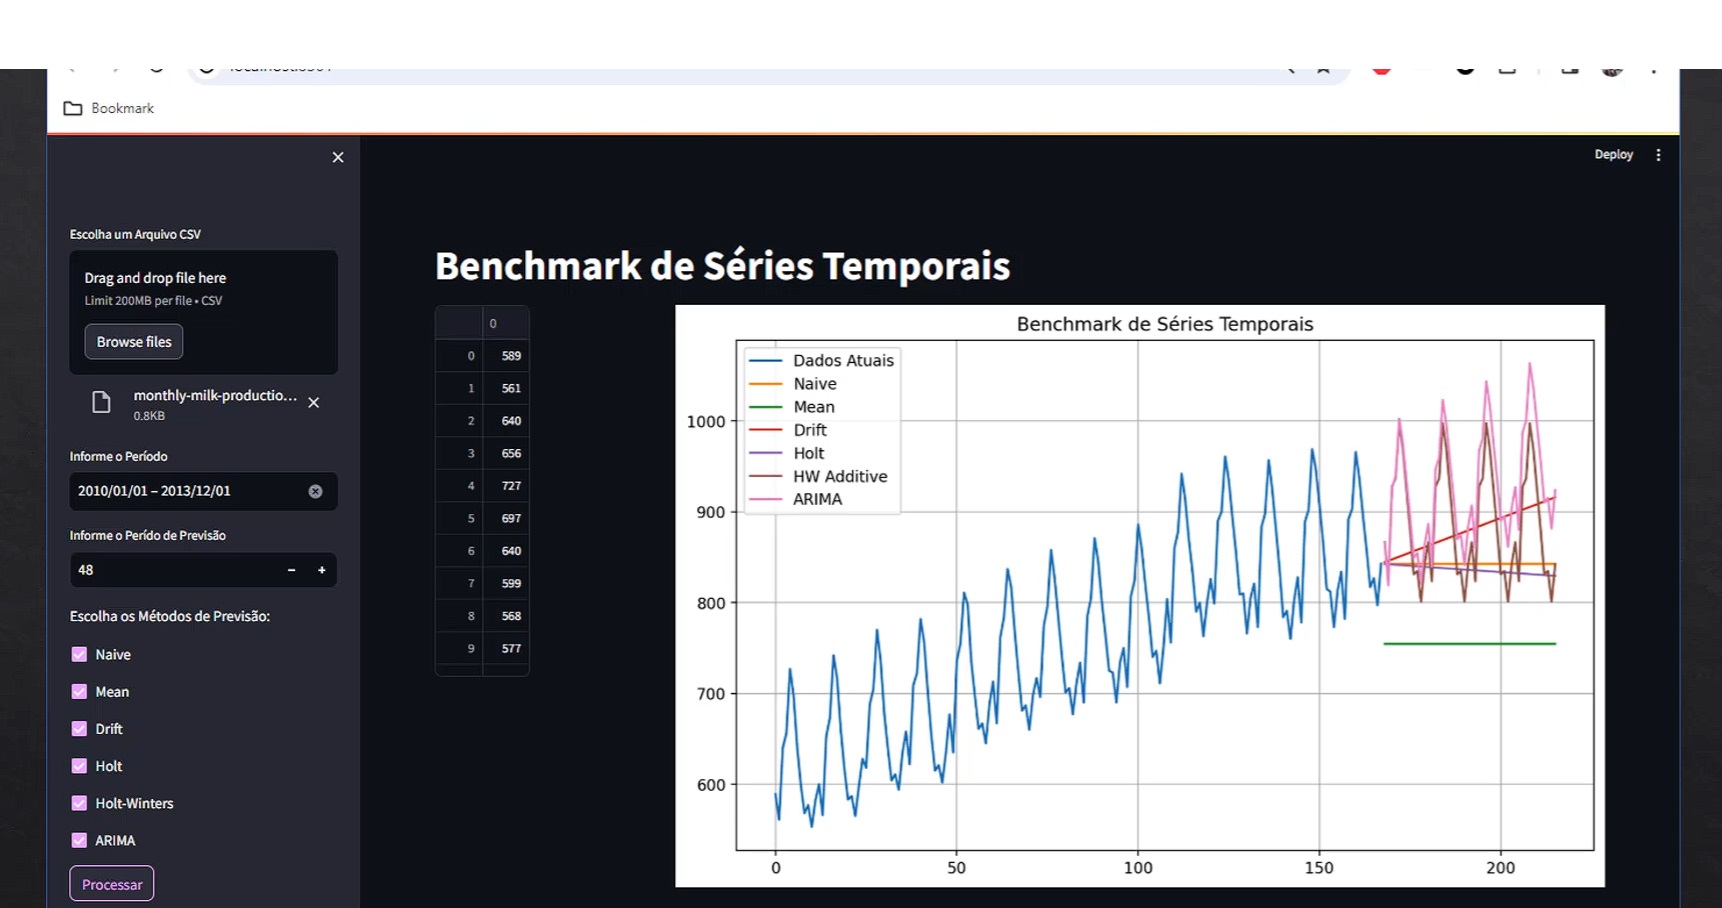 Bookmark
Deploy
Escolha um Arquivo CSV
Drag and drop file here
Limit 200MB per file • CSV
Browse files
monthly-milk-productio...
0.8KB
Informe o Período
2010/01/01 – 2013/12/01
Informe o Perído de Previsão
48
Escolha os Métodos de Previsão:
Naive
Mean
Drift
Holt
Holt-Winters
ARIMA
Processar
Benchmark de Séries Temporais
0
0 589
1 561
2 640
3 656
4 727
5 697
6 640
7 599
8 568
9 577
Benchmark de Séries Temporais
Dados Atuais
Naive
Mean
Drift
Holt
HW Additive
ARIMA
1000
900
800
700
600
0 50 100 150 200